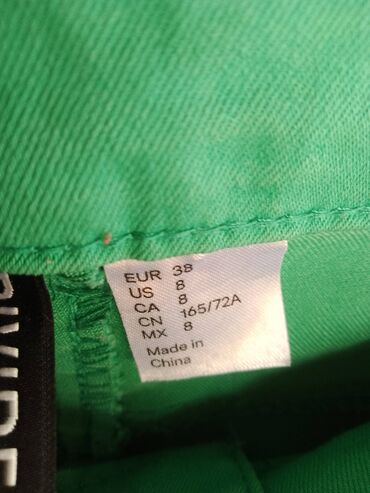 EUR 38
US 8
CA 8
CN 165/72A
MX 8
Made in
China